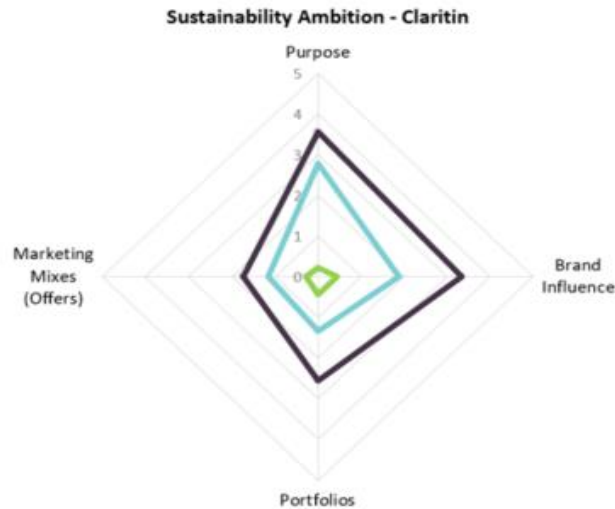 Sustainability Ambition - Claritin
Purpose
5
4
3
2
1
0
Marketing
Mixes
(Offers)
Brand
Influence
Portfolios